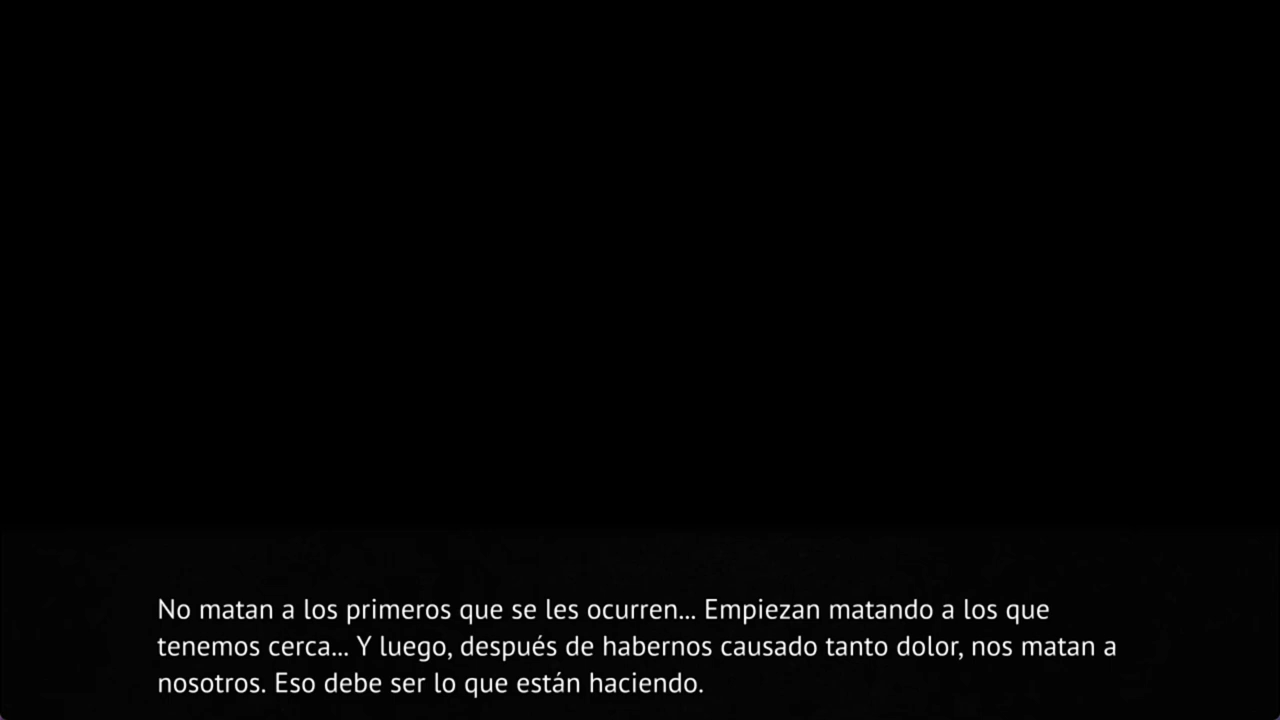 No matan a los primeros que se les ocurren... Empiezan matando a los que
tenemos cerca... Y luego, después de habernos causado tanto dolor, nos matan a
nosotros. Eso debe ser lo que están haciendo.